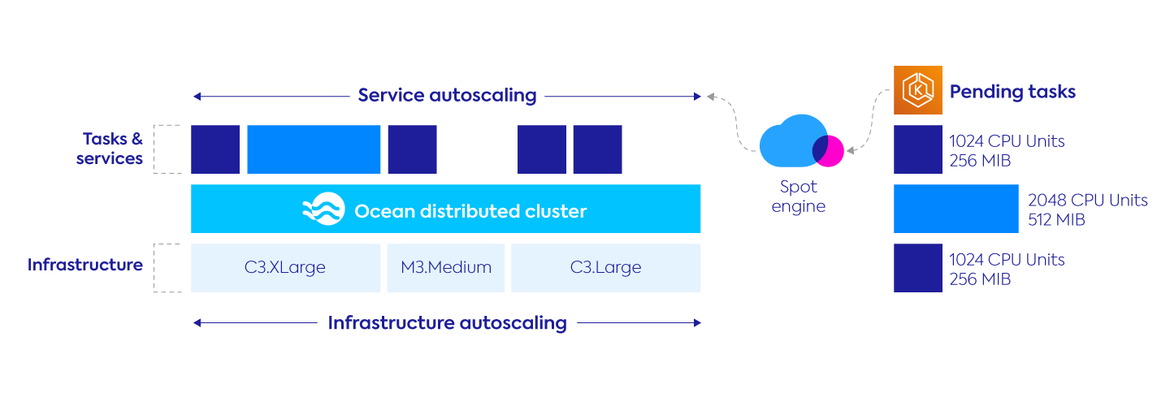 Service autoscaling
Pending tasks
Tasks &
services
1024 CPU Units
256 MIB
Spot
engine
Ocean distributed cluster
2048 CPU Units
512 MIB
Infrastructure
C3.XLarge
M3.Medium
C3.Large
1024 CPU Units
256 MIB
Infrastructure autoscaling
K